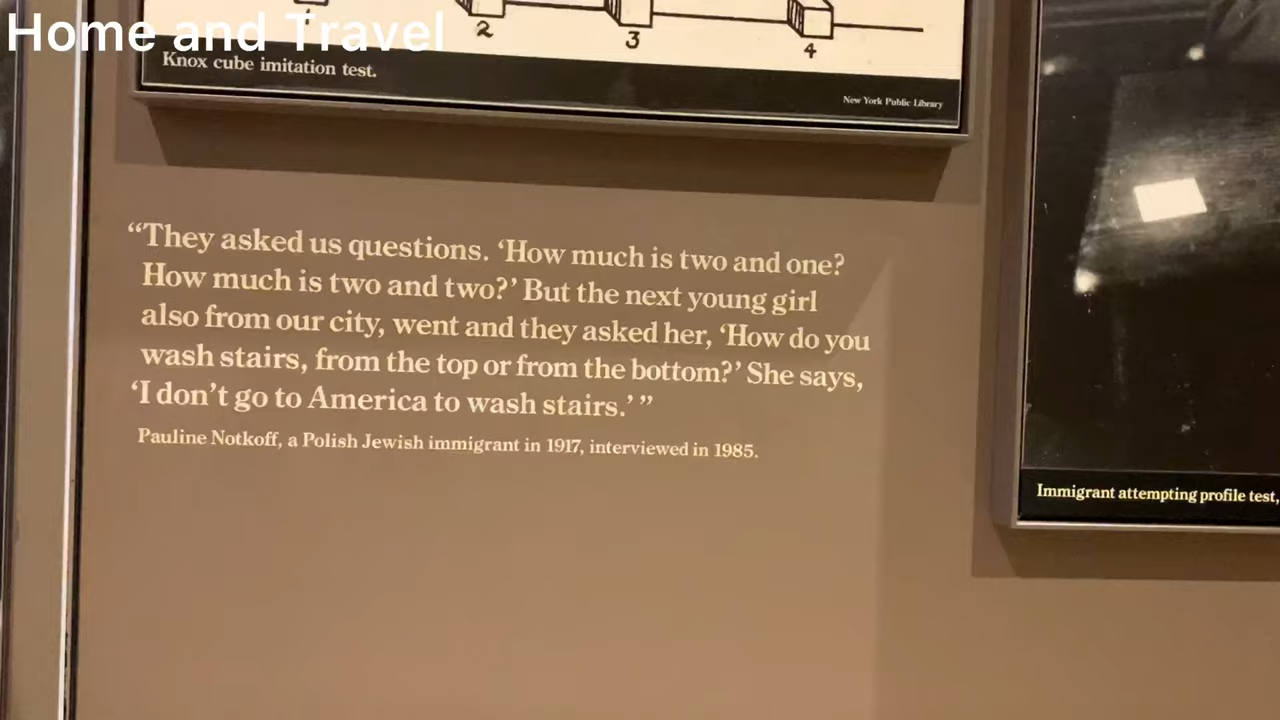 Home and Travel
2
3
4
Knox cube imitation test.
New York Public Library
“They asked us questions. ‘How much is two and one?
How much is two and two?’ But the next young girl
also from our city, went and they asked her, ‘How do you
wash stairs, from the top or from the bottom?’ She says,
‘I don’t go to America to wash stairs.’ ”
Pauline Notkoff, a Polish Jewish immigrant in 1917, interviewed in 1985.
Immigrant attempting profile test,